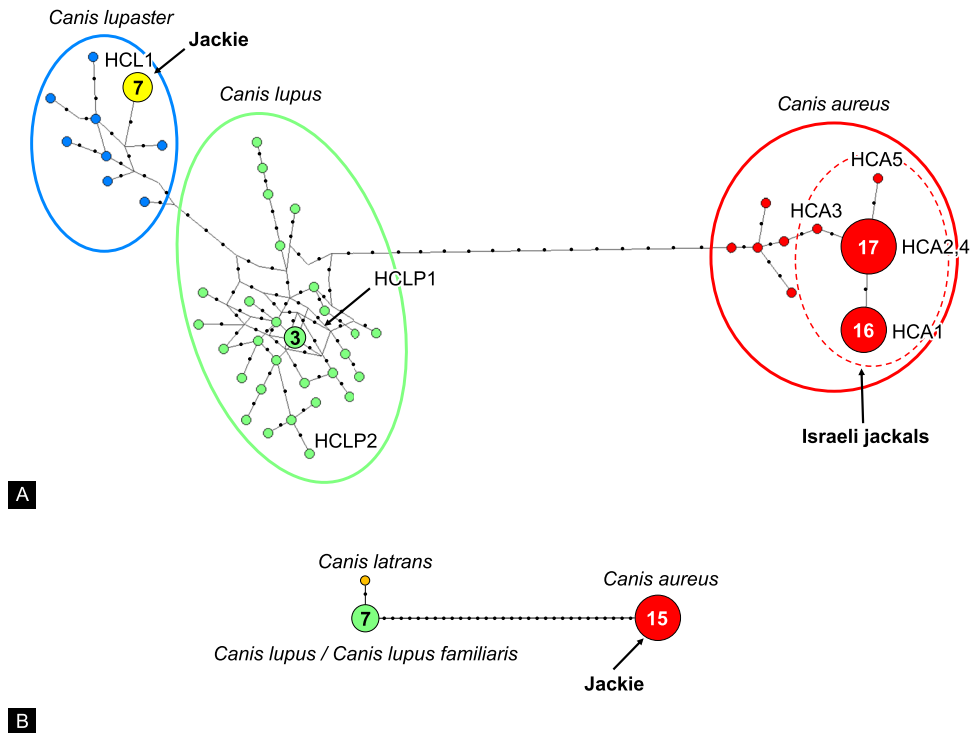 Canis lupaster
HCL1
Jackie
7
Canis lupus
HCLP1
3
HCLP2
Canis aureus
HCA5
HCA3
17
HCA2,4
16
HCA1
Israeli jackals
A
Canis latrans
Canis aureus
7
15
Canis lupus / Canis lupus familiaris
Jackie
B